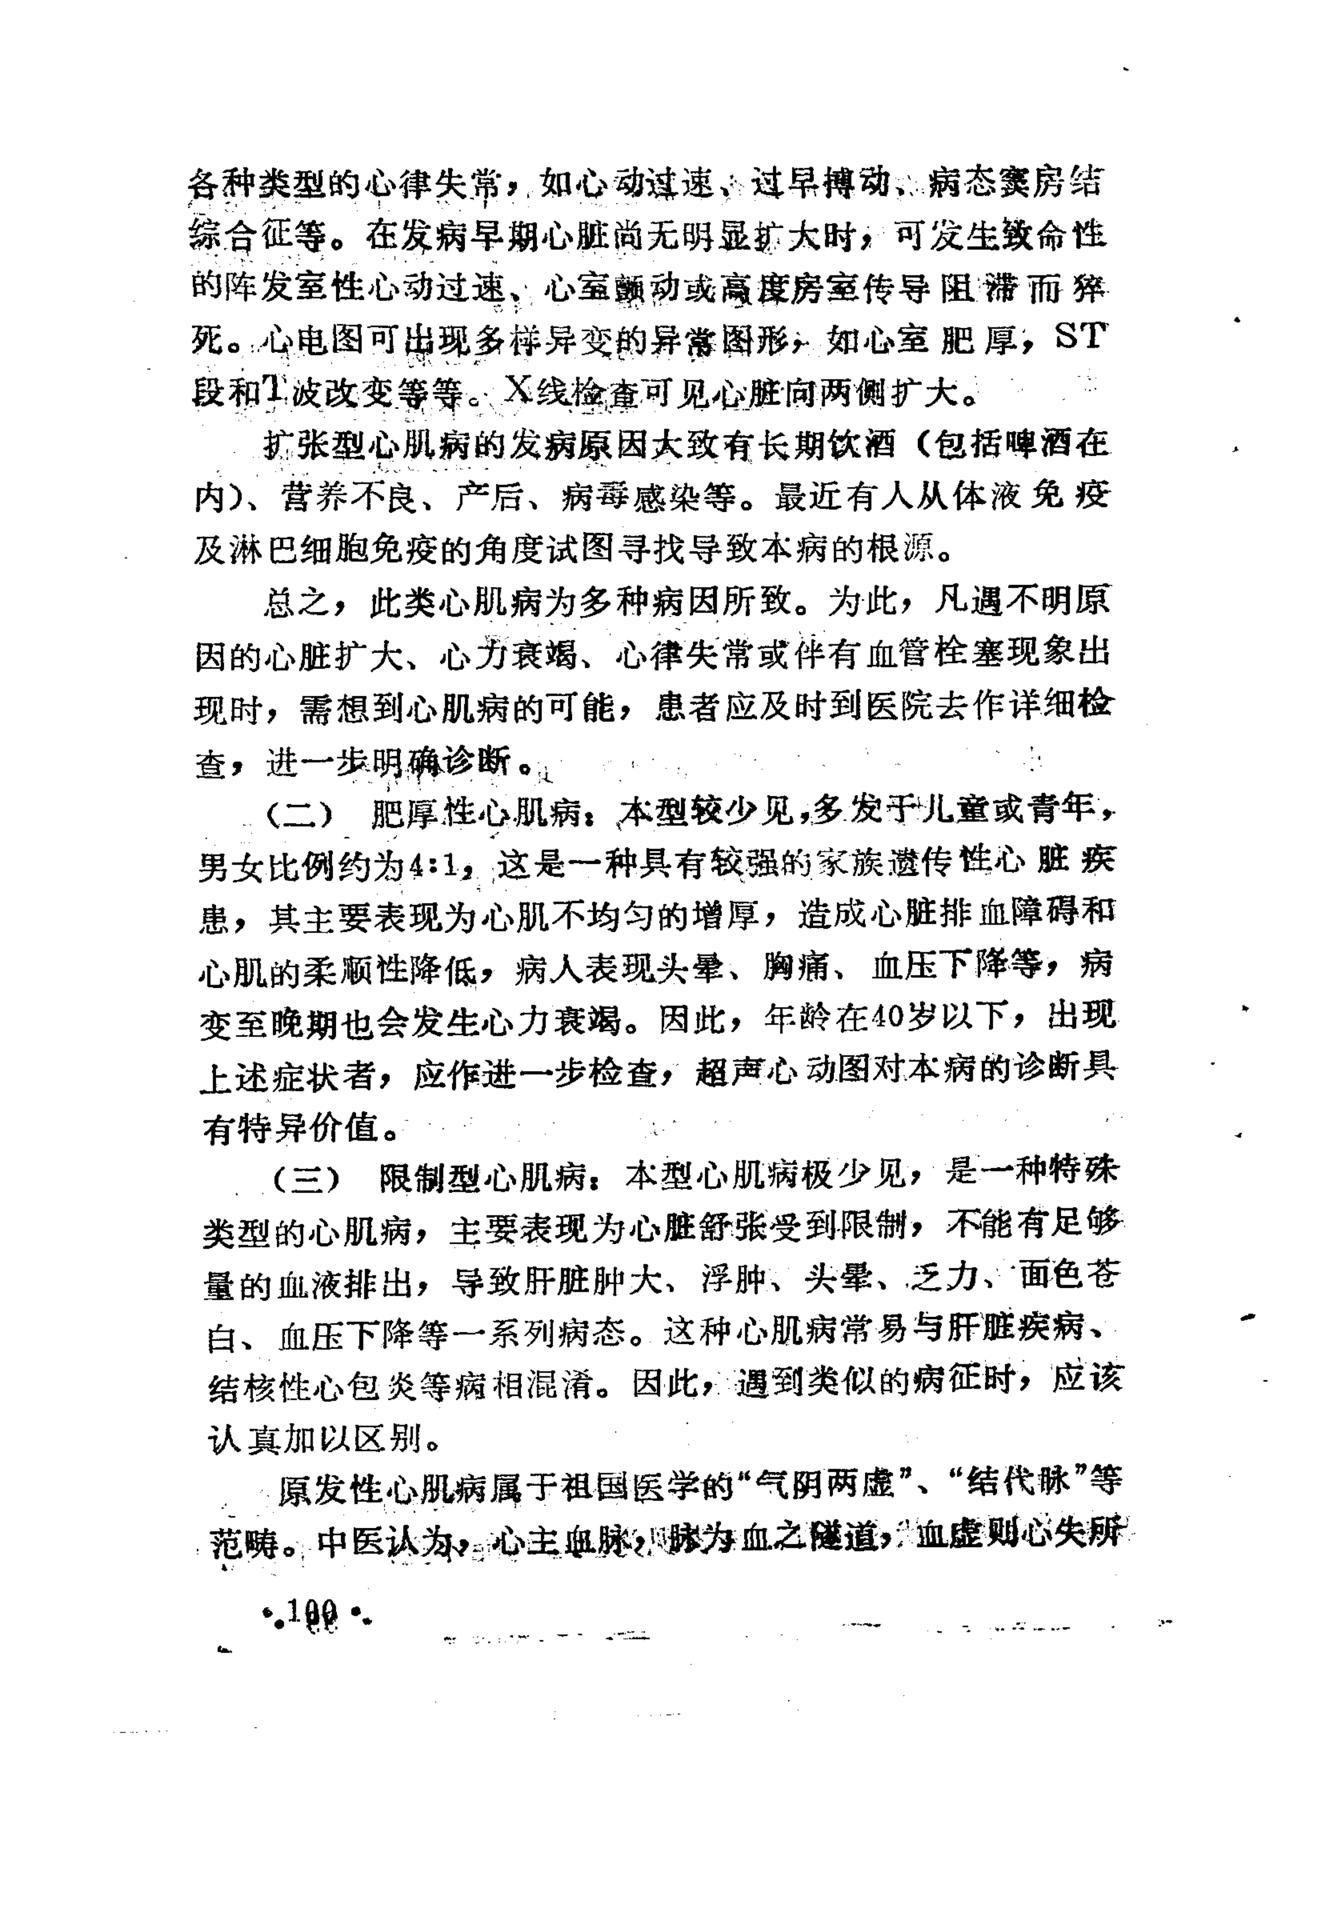 各种类型的心律失常，如心动过速、过早搏动、病态窦房结
综合征等。在发病早期心脏尚无明显扩大时，可发生致命性
的阵发室性心动过速、心室颤动或高度房室传导阻滞而猝
死。心电图可出现多样异变的异常图形，如心室肥厚，ST
段和T波改变等等。X线检查可见心脏向两侧扩大。
扩张型心肌病的发病原因大致有长期饮酒（包括啤酒在
内）、营养不良、产后、病毒感染等。最近有人从体液免疫
及淋巴细胞免疫的角度试图寻找导致本病的根源。
总之，此类心肌病为多种病因所致。为此，凡遇不明原
因的心脏扩大、心力衰竭、心律失常或伴有血管栓塞现象出
现时，需想到心肌病的可能，患者应及时到医院去作详细检
查，进一步明确诊断。
（二） 肥厚性心肌病：本型较少见，多发于儿童或青年，
男女比例约为4:1，这是一种具有较强的家族遗传性心脏疾
患，其主要表现为心肌不均匀的增厚，造成心脏排血障碍和
心肌的柔顺性降低，病人表现头晕、胸痛、血压下降等，病
变至晚期也会发生心力衰竭。因此，年龄在40岁以下，出现
上述症状者，应作进一步检查，超声心动图对本病的诊断具
有特异价值。
（三） 限制型心肌病：本型心肌病极少见，是一种特殊
类型的心肌病，主要表现为心脏舒张受到限制，不能有足够
量的血液排出，导致肝脏肿大、浮肿、头晕、乏力、面色苍
白、血压下降等一系列病态。这种心肌病常易与肝脏疾病、
结核性心包炎等病相混淆。因此，遇到类似的病征时，应该
认真加以区别。
原发性心肌病属于祖国医学的“气阴两虚”、“结代脉”等
范畴。中医认为，心主血脉，脉为血之隧道，血虚则心失所
·100·